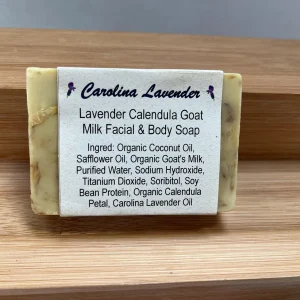 Carolina Lavender
Lavender Calendula Goat
Milk Facial & Body Soap
Ingred: Organic Coconut Oil,
Safflower Oil, Organic Goat's Milk,
Purified Water, Sodium Hydroxide,
Titanium Dioxide, Soribitol, Soy
Bean Protein, Organic Calendula
Petal, Carolina Lavender Oil